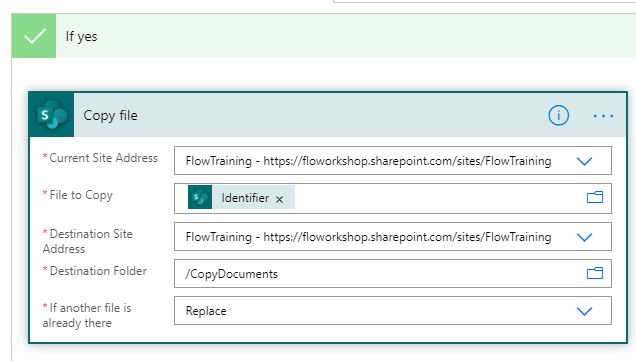 If yes
S
Copy file
*Current Site Address
FlowTraining - https://floworkshop.sharepoint.com/sites/FlowTraining
*File to Copy
S
Identifier ×
*Destination Site
Address
FlowTraining - https://floworkshop.sharepoint.com/sites/FlowTraining
*Destination Folder
/CopyDocuments
*If another file is
already there
Replace